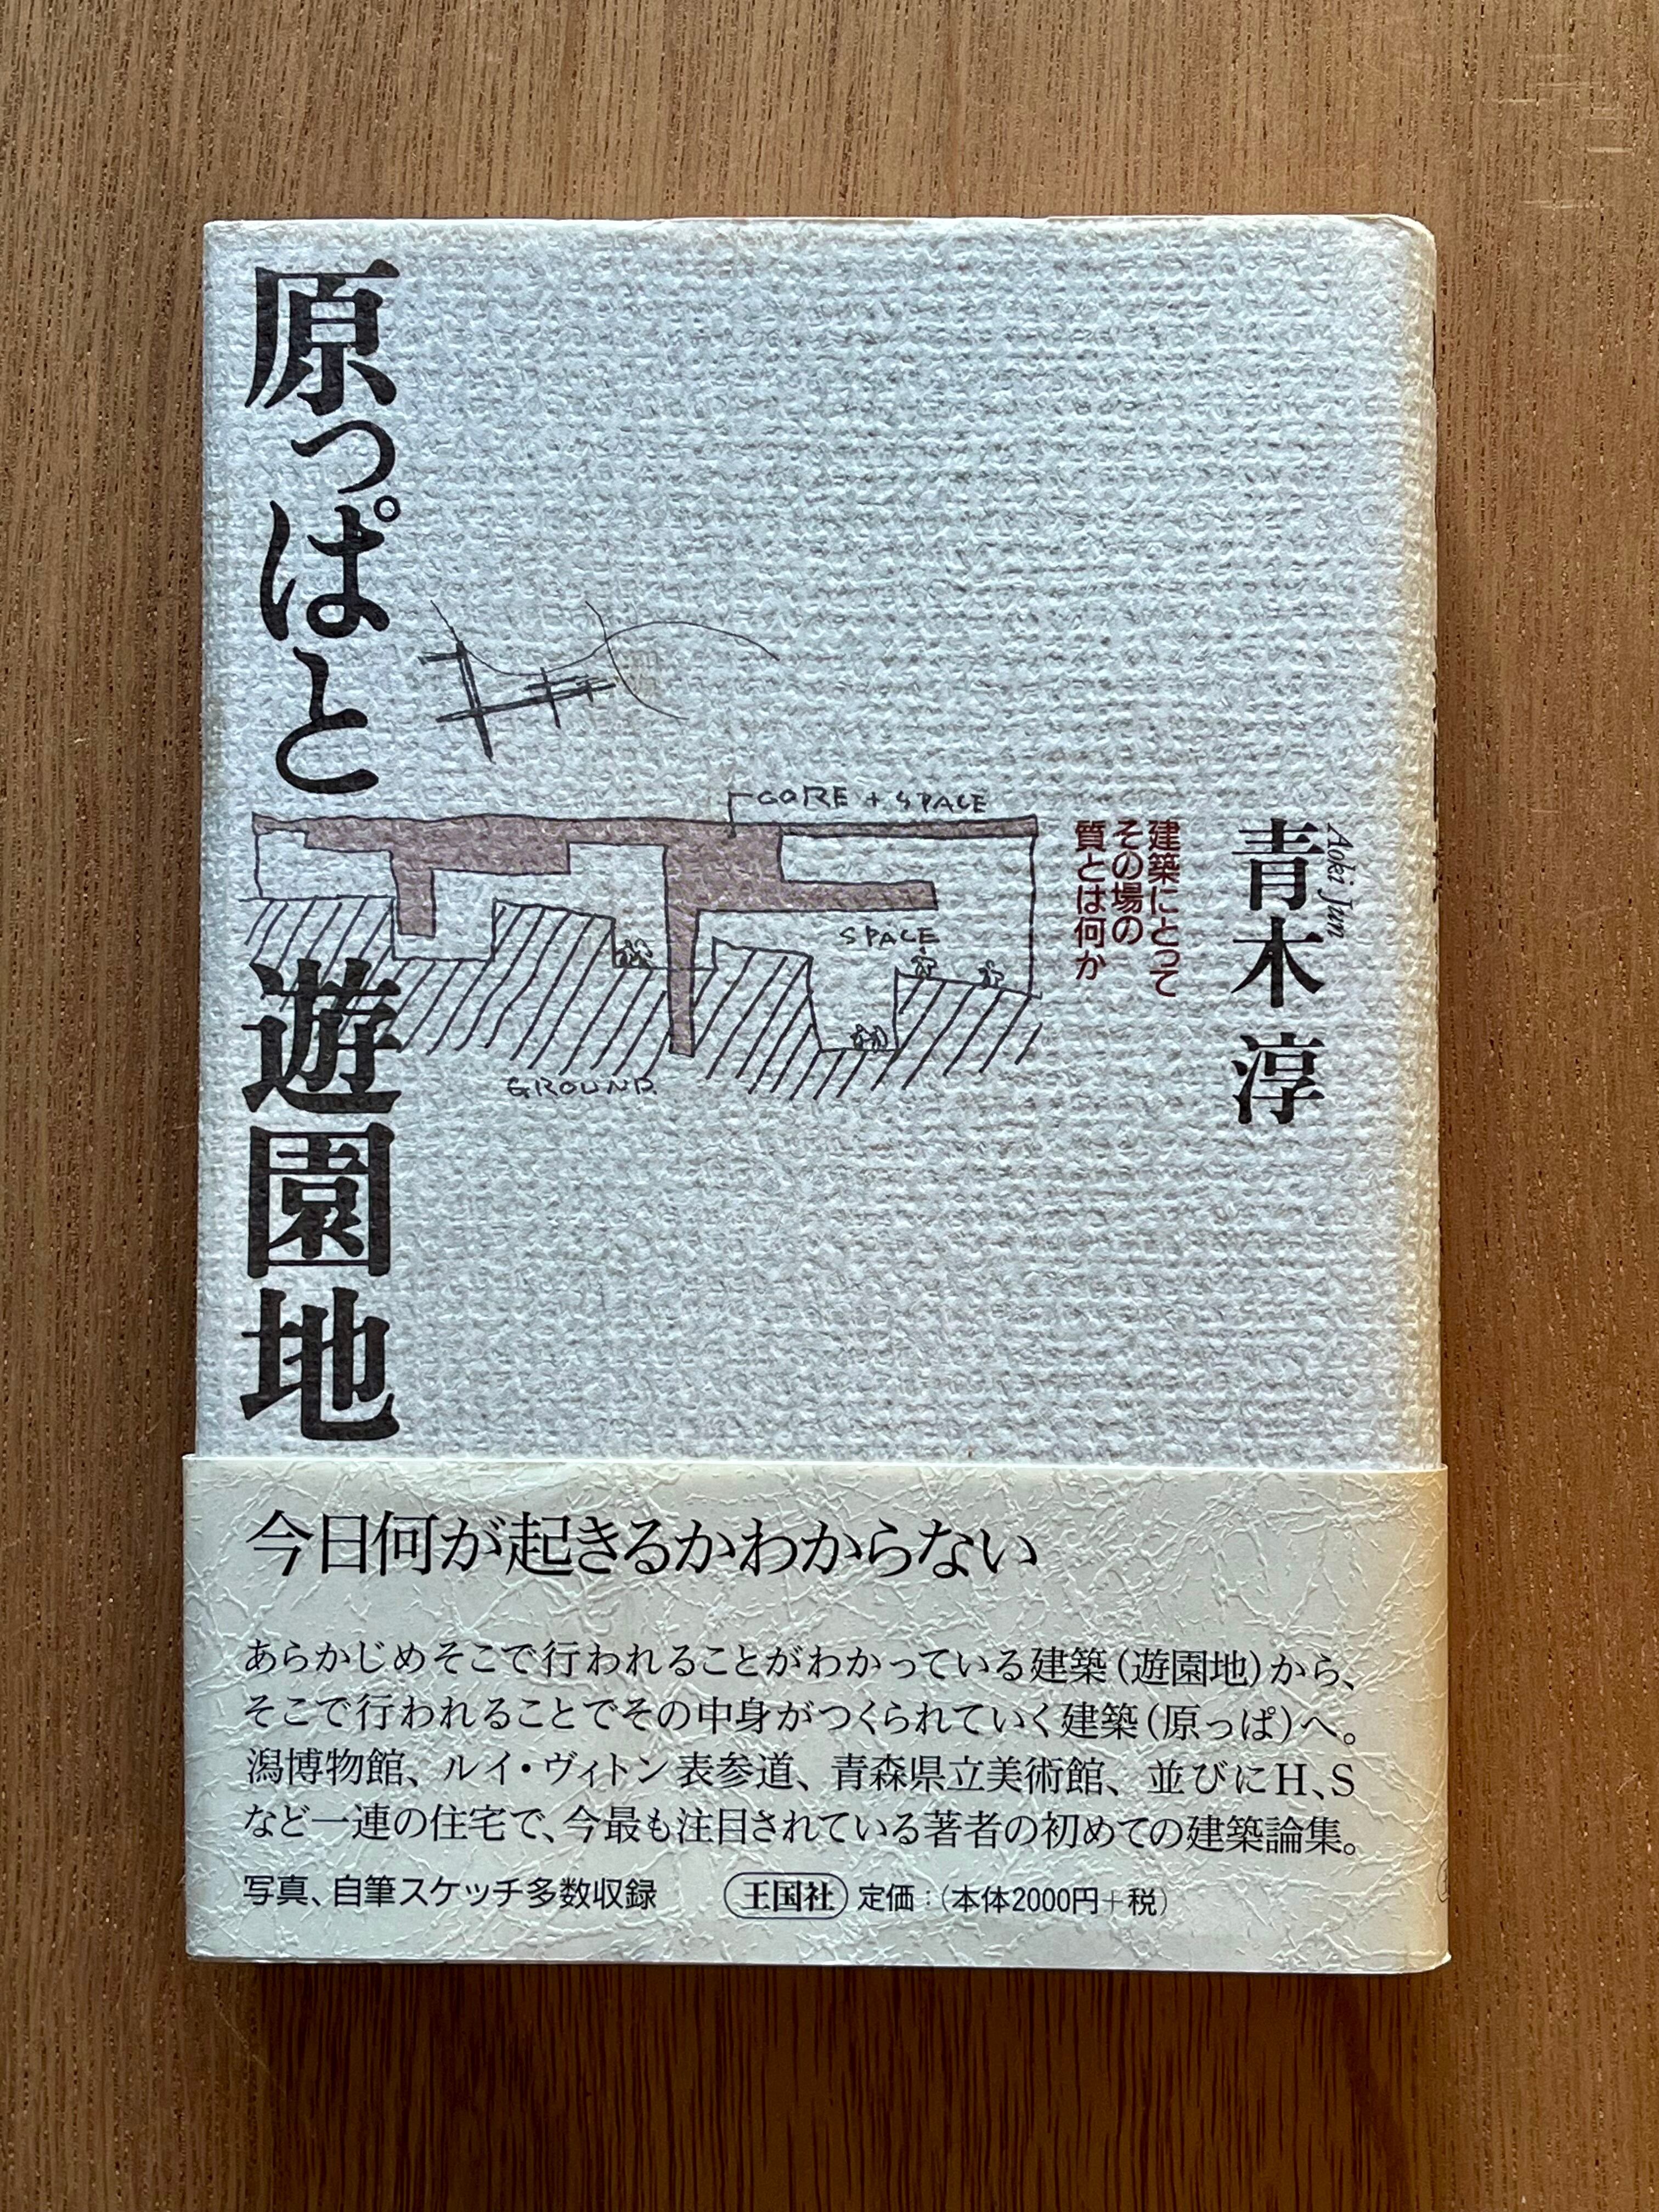 原っぱと遊園地
CORE + SPACE
SPACE
GROUND
建築にとって
その場の
質とは何か
Aoki Jun
青木 淳
今日何が起きるかわからない
あらかじめそこで行われることがわかっている建築(遊園地)から、
そこで行われることでその中身がつくられていく建築(原っぱ)へ。
潟博物館、ルイ・ヴィトン表参道、青森県立美術館、並びにH、S
など一連の住宅で、今最も注目されている著者の初めての建築論集。
写真、自筆スケッチ多数収録 王国社 定価：(本体2000円+税)